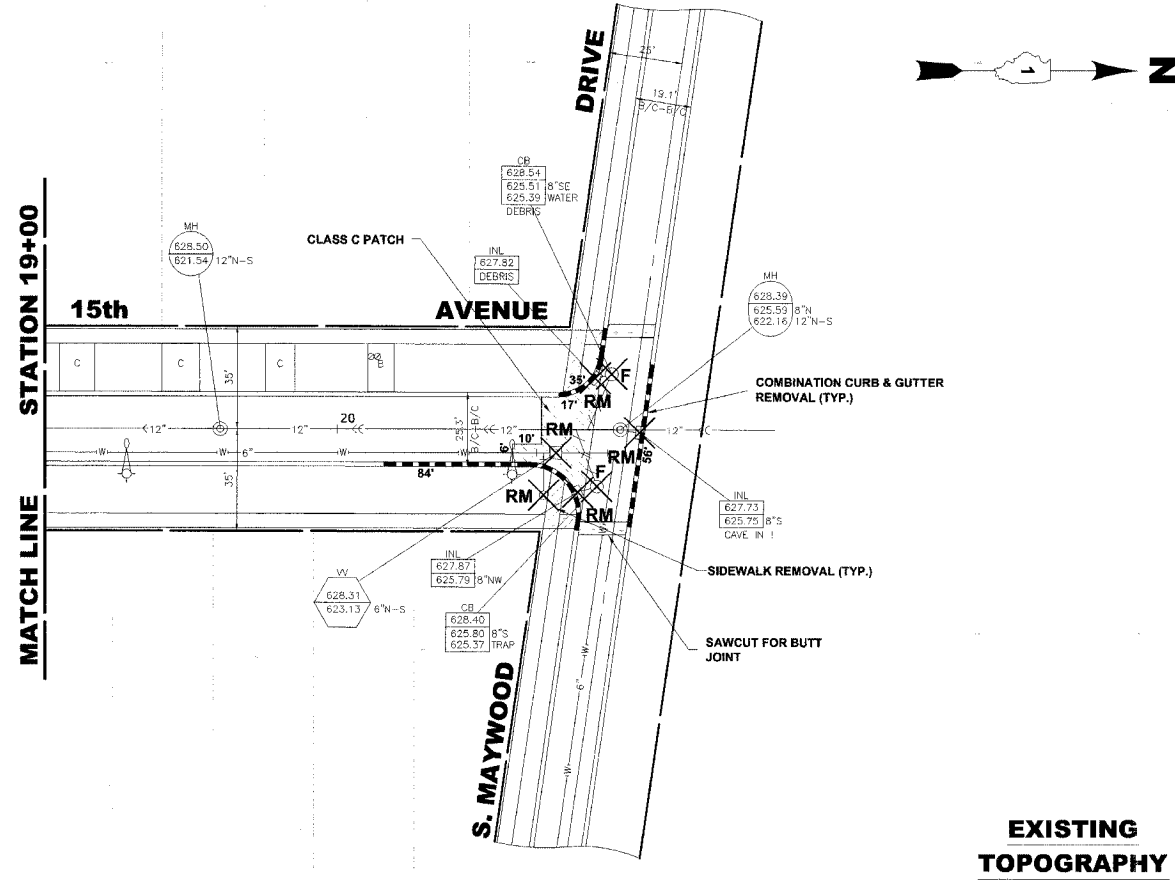 DRIVE
25'
19.1'
B/C-B/C
1
N
CB
628.54
625.51 8"SE
625.39 WATER
DEBRIS
MH
628.50
621.54 12"N-S
CLASS C PATCH
INL
627.82
DEBRIS
MH
628.39
625.59 8"N
622.16 12"N-S
MATCH LINE STATION 19+00
15th AVENUE
C
C
C
B
35'
35'
35'
17'
F
RM
COMBINATION CURB & GUTTER
REMOVAL (TYP.)
12"
12"
20
12"
12"
25.3'
B/C-B/C
RM
10'
6'
W
6"
W
W
W
RM
56'
84'
F
RM
RM
INL
627.73
625.75 8"S
CAVE IN !
INL
627.87
625.79 8"NW
VV
628.31
623.13 6"N-S
CB
628.40
625.80 8"S
625.37 TRAP
SIDEWALK REMOVAL (TYP.)
SAWCUT FOR BUTT
JOINT
W
6"
W
S. MAYWOOD
EXISTING
TOPOGRAPHY